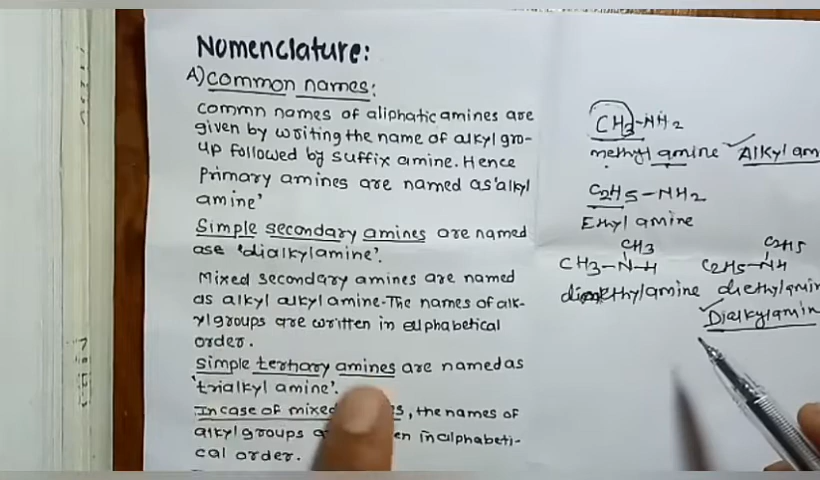 Nomenclature:
A) common names:
commn names of aliphatic amines are
given by writing the name of alkyl gro-
up followed by suffix amine. Hence
primary amines are named as 'alkyl
amine'
Simple secondary amines are named
ase 'dialkylamine'.
Mixed secondary amines are named
as alkyl alkyl amine. The names of alk-
yl groups are written in alphabetical
order.
Simple tertiary amines are named as
'trialkyl amine'.
In case of mixed, the names of
alkyl groups en in alphabeti-
cal order.
CH3-NH2
methyl amine Alkyl am
C2H5-NH2
Ethyl amine
CH3
CH3-N-H
dimethylamine
C2H5
C2H5-NH
diethylamin
Dialkylamin